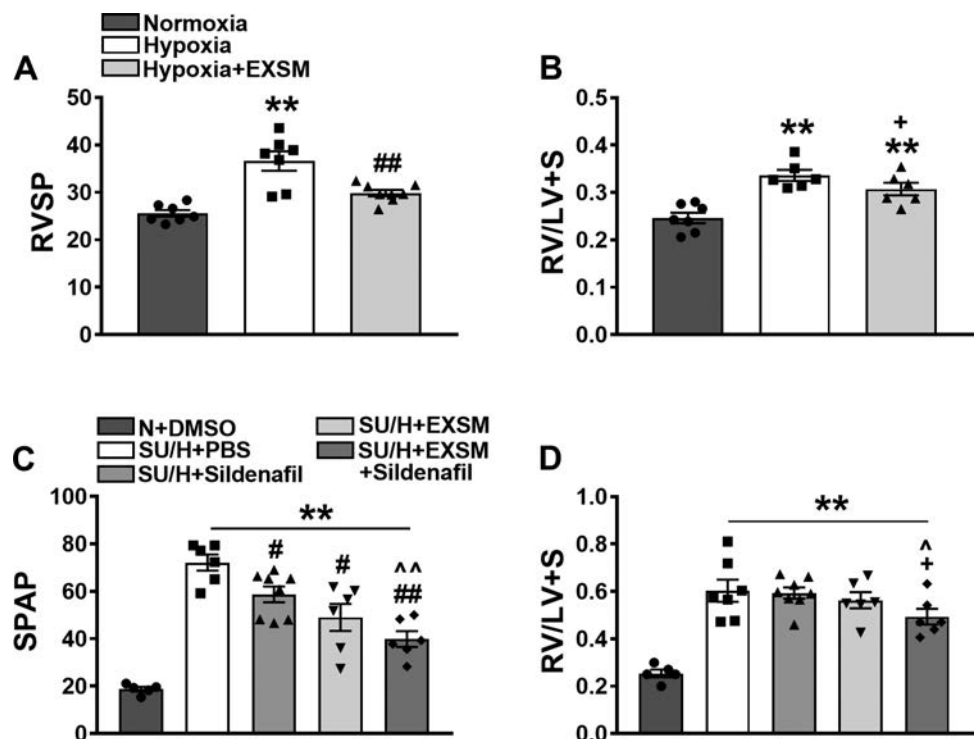 Normoxia
Hypoxia
Hypoxia+EXSM
A
RVSP
50
40
30
20
10
0
**
##
B
RV/LV+S
0.5
0.4
0.3
0.2
0.1
0.0
**
+
**
N+DMSO
SU/H+PBS
SU/H+Sildenafil
SU/H+EXSM
SU/H+EXSM
+Sildenafil
C
SPAP
100
80
60
40
20
0
**
#
#
^^
##
D
RV/LV+S
1.0
0.8
0.6
0.4
0.2
0.0
**
^
+